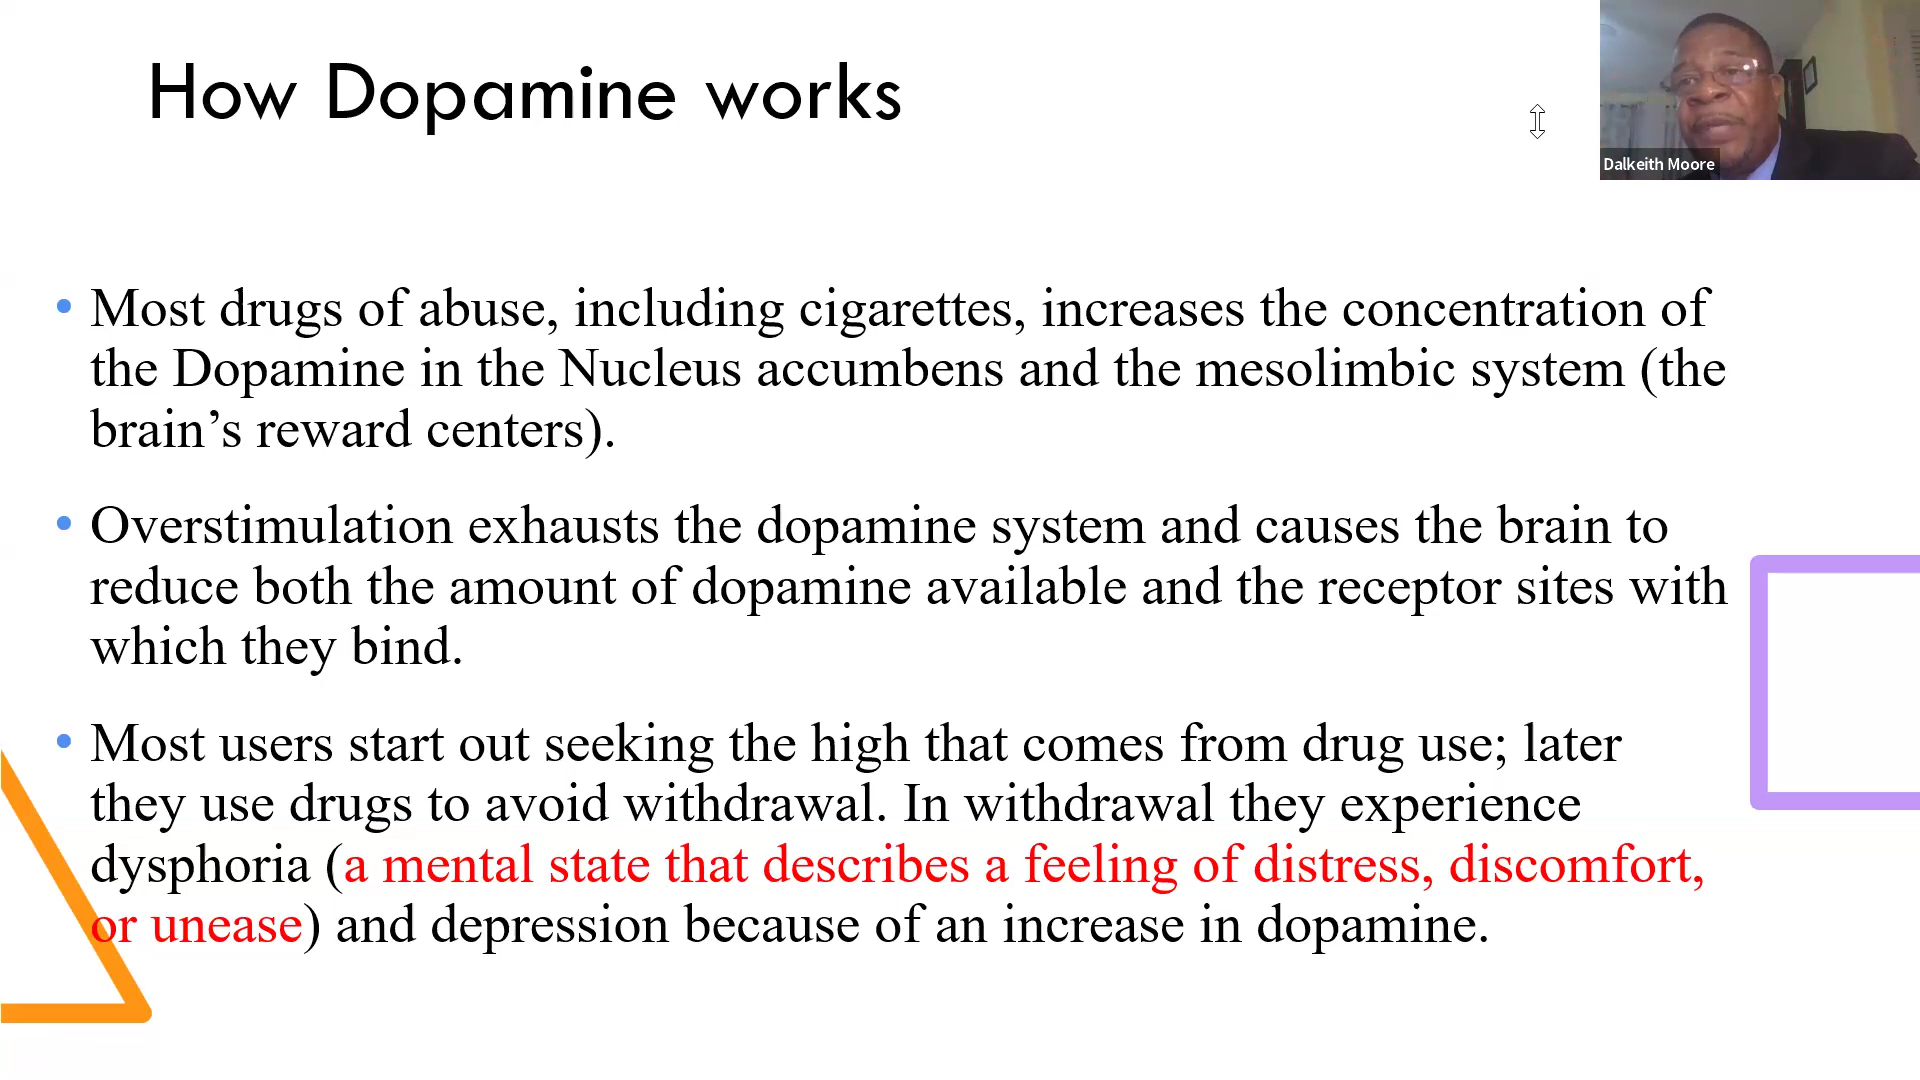 How Dopamine works
Dalkeith Moore
• Most drugs of abuse, including cigarettes, increases the concentration of
the Dopamine in the Nucleus accumbens and the mesolimbic system (the
brain’s reward centers).
• Overstimulation exhausts the dopamine system and causes the brain to
reduce both the amount of dopamine available and the receptor sites with
which they bind.
• Most users start out seeking the high that comes from drug use; later
they use drugs to avoid withdrawal. In withdrawal they experience
dysphoria (a mental state that describes a feeling of distress, discomfort,
or unease) and depression because of an increase in dopamine.